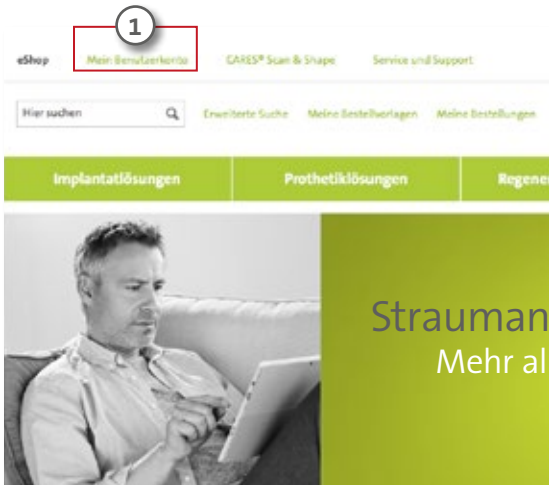 1
eShop Mein Benutzerkonto CARES® Scan & Shape Service und Support
Hier suchen Erweiterte Suche Meine Bestellvorlagen Meine Bestellungen
Implantatlösungen Prothetiklösungen Regener
Strauman
Mehr al